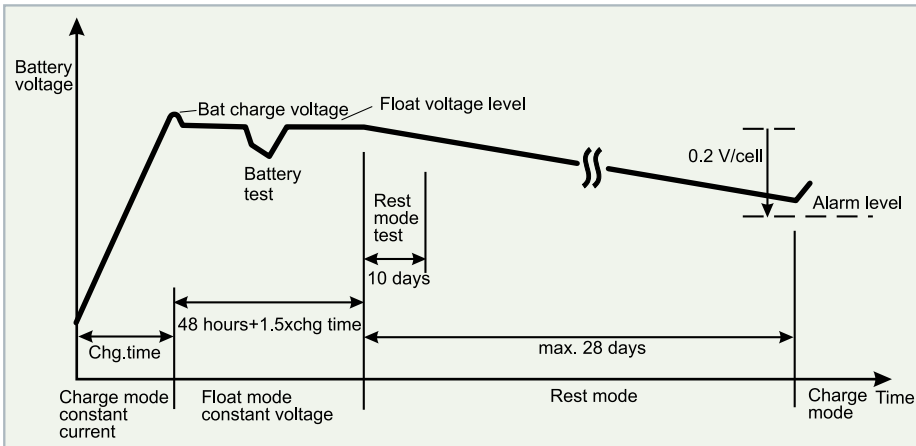 Battery
voltage
Bat charge voltage
Float voltage level
Battery
test
0.2 V/cell
Alarm level
Rest
mode
test
10 days
48 hours+1.5xchg time
Chg.time
max. 28 days
Charge mode
constant
current
Float mode
constant voltage
Rest mode
Charge
mode
Time